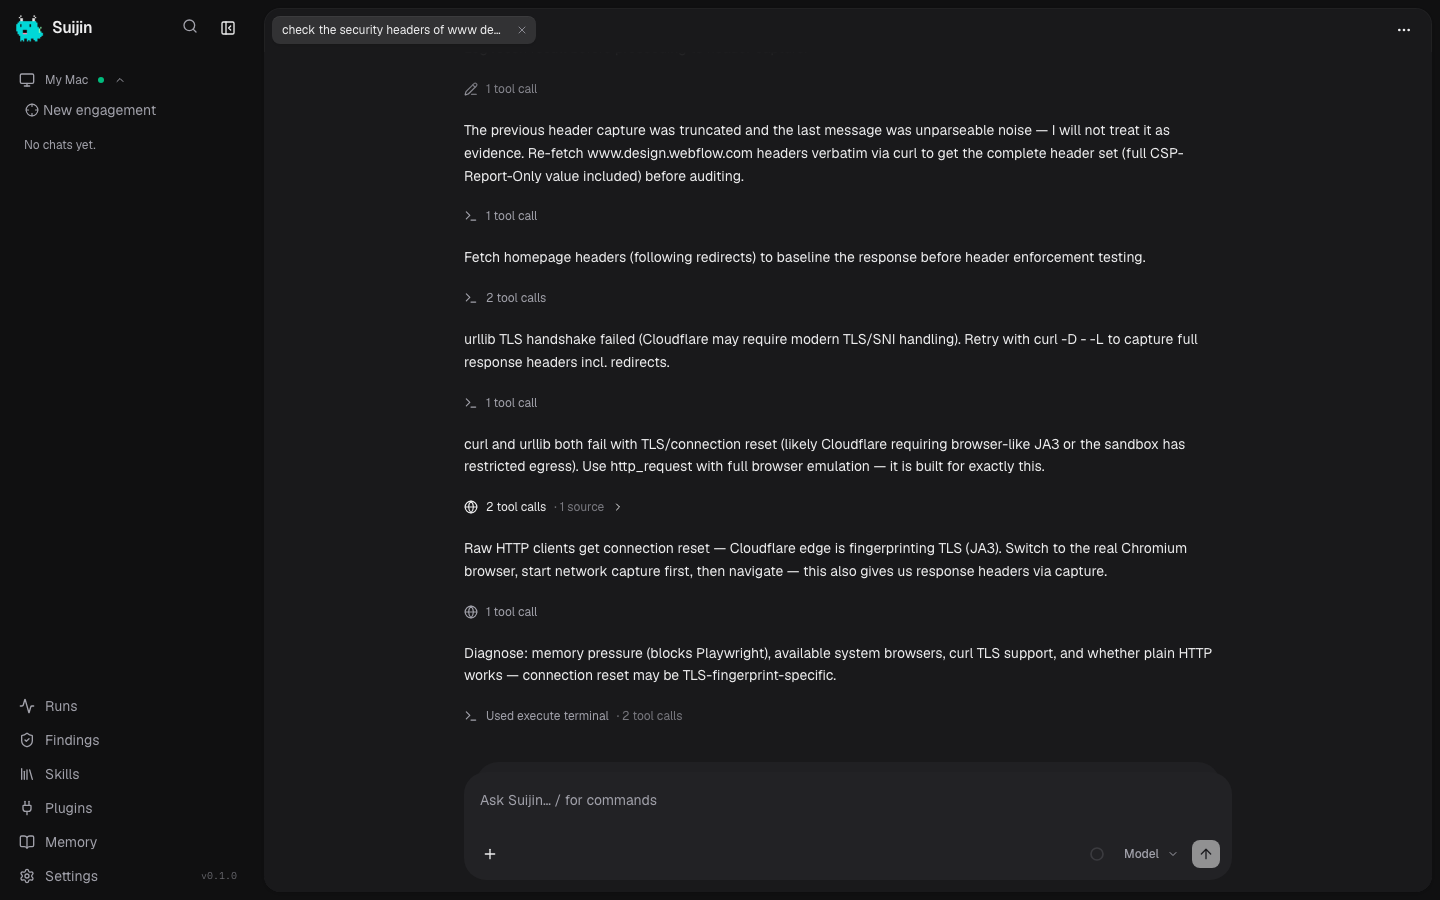 Suijin
check the security headers of www de...
My Mac
New engagement
No chats yet.
1 tool call
The previous header capture was truncated and the last message was unparseable noise — I will not treat it as
evidence. Re-fetch www.design.webflow.com headers verbatim via curl to get the complete header set (full CSP-
Report-Only value included) before auditing.
1 tool call
Fetch homepage headers (following redirects) to baseline the response before header enforcement testing.
2 tool calls
urllib TLS handshake failed (Cloudflare may require modern TLS/SNI handling). Retry with curl -D - -L to capture full
response headers incl. redirects.
1 tool call
curl and urllib both fail with TLS/connection reset (likely Cloudflare requiring browser-like JA3 or the sandbox has
restricted egress). Use http_request with full browser emulation — it is built for exactly this.
2 tool calls · 1 source
Raw HTTP clients get connection reset — Cloudflare edge is fingerprinting TLS (JA3). Switch to the real Chromium
browser, start network capture first, then navigate — this also gives us response headers via capture.
1 tool call
Diagnose: memory pressure (blocks Playwright), available system browsers, curl TLS support, and whether plain HTTP
works — connection reset may be TLS-fingerprint-specific.
Used execute terminal · 2 tool calls
Runs
Findings
Skills
Plugins
Memory
Settings
v0.1.0
Ask Suijin... / for commands
Model